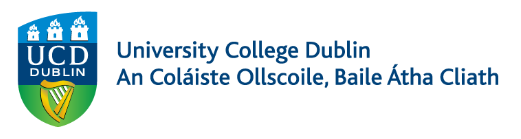 UCD
DUBLIN
University College Dublin
An Coláiste Ollscoile, Baile Átha Cliath